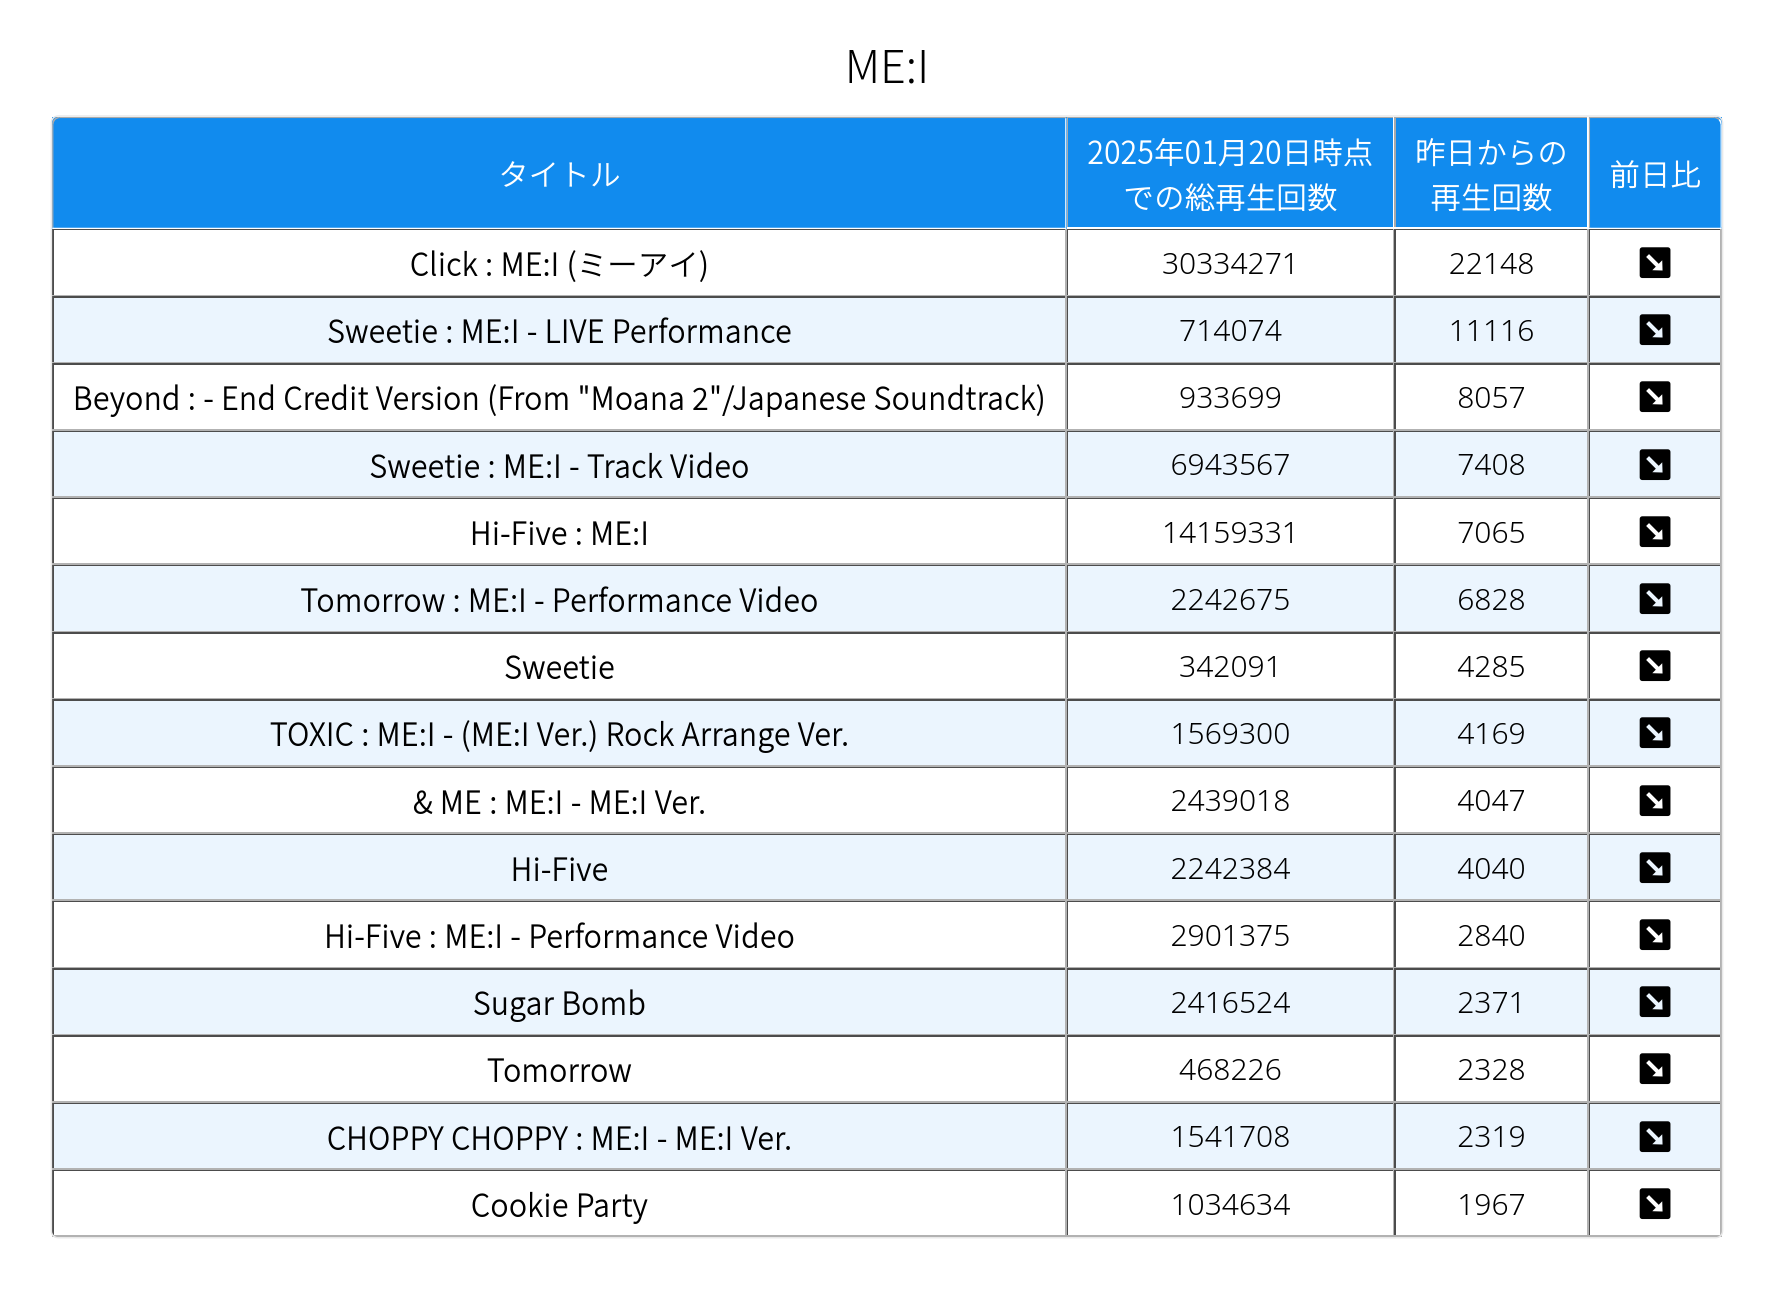 ME:I
タイトル
2025年01月20日時点
での総再生回数
昨日からの
再生回数
前日比
Click : ME:I (ミーアイ) 30334271 22148
Sweetie : ME:I - LIVE Performance 714074 11116
Beyond : - End Credit Version (From "Moana 2"/Japanese Soundtrack) 933699 8057
Sweetie : ME:I - Track Video 6943567 7408
Hi-Five : ME:I 14159331 7065
Tomorrow : ME:I - Performance Video 2242675 6828
Sweetie 342091 4285
TOXIC : ME:I - (ME:I Ver.) Rock Arrange Ver. 1569300 4169
& ME : ME:I - ME:I Ver. 2439018 4047
Hi-Five 2242384 4040
Hi-Five : ME:I - Performance Video 2901375 2840
Sugar Bomb 2416524 2371
Tomorrow 468226 2328
CHOPPY CHOPPY : ME:I - ME:I Ver. 1541708 2319
Cookie Party 1034634 1967